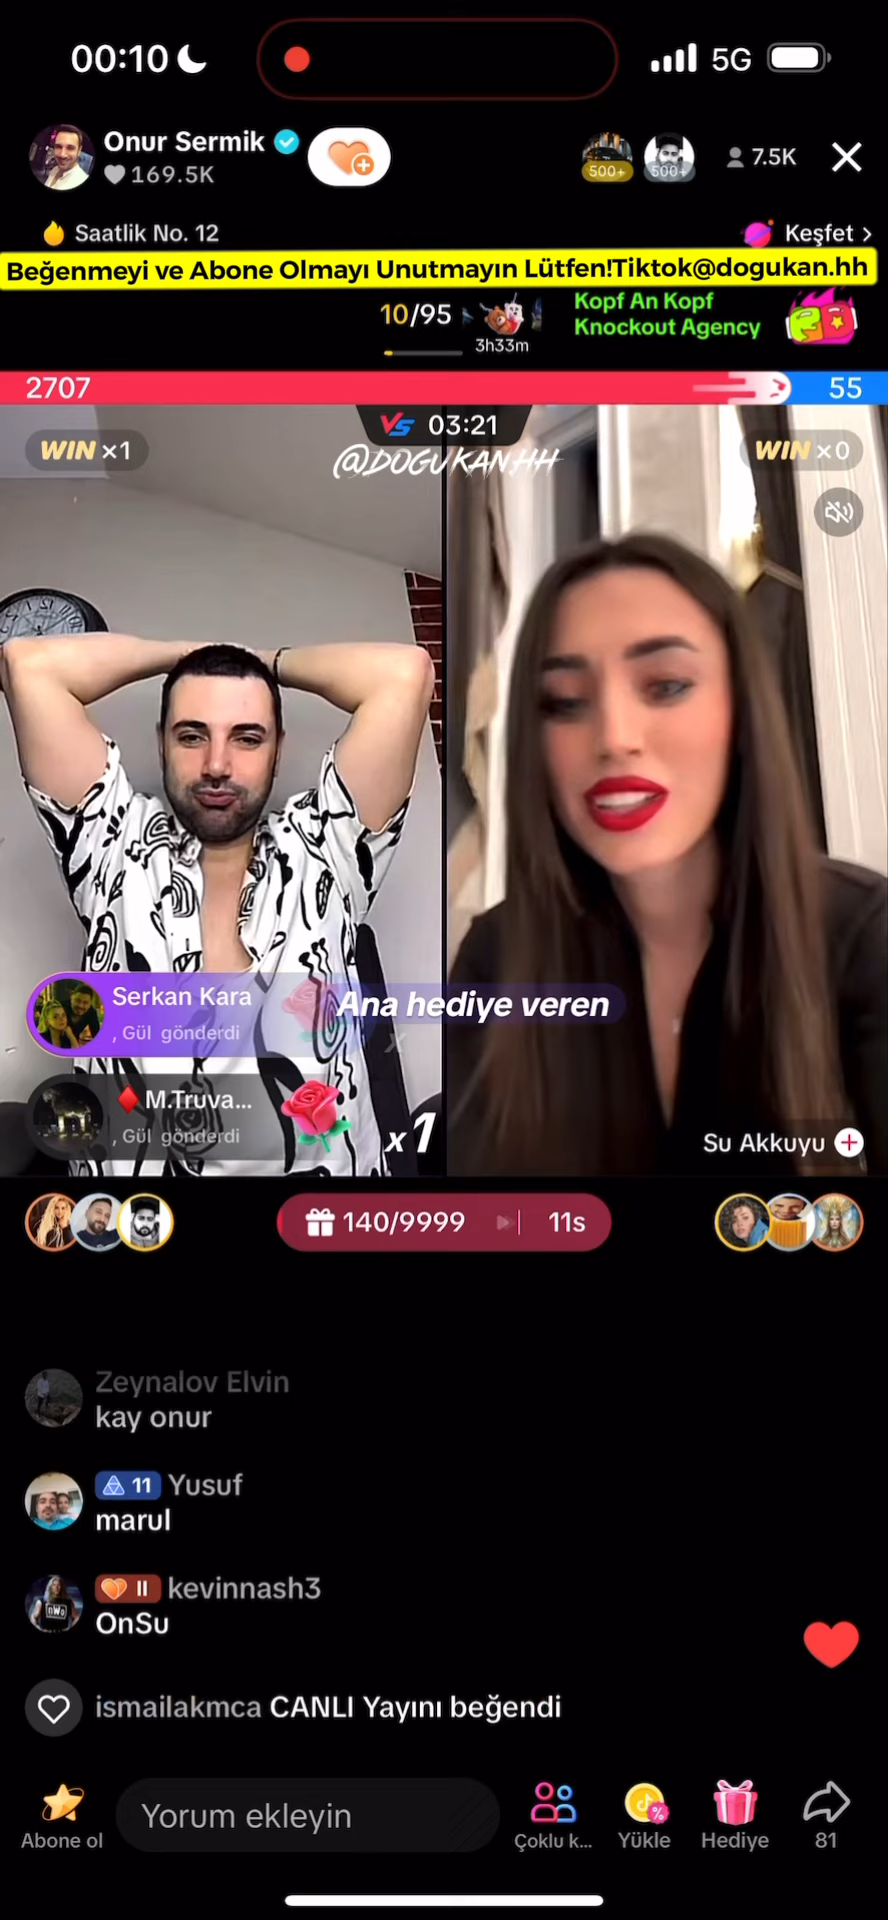 00:10
5G
Onur Sermik
169.5K
500+
500+
7.5K
Saatlik No. 12
Keşfet >
Beğenmeyi ve Abone Olmayı Unutmayın Lütfen!Tiktok@dogukan.hh
10/95
3h33m
Kopf An Kopf
Knockout Agency
2707
55
VS 03:21
WIN x1
WIN x0
@DOGUKAN.HH
Serkan Kara
, Gül gönderdi
Ana hediye veren
M.Truva...
, Gül gönderdi
x1
Su Akkuyu
140/9999
11s
Zeynalov Elvin
kay onur
11 Yusuf
marul
II kevinnash3
OnSu
ismailakmca CANLI Yayını beğendi
Abone ol
Yorum ekleyin
Çoklu k...
Yükle
Hediye
81